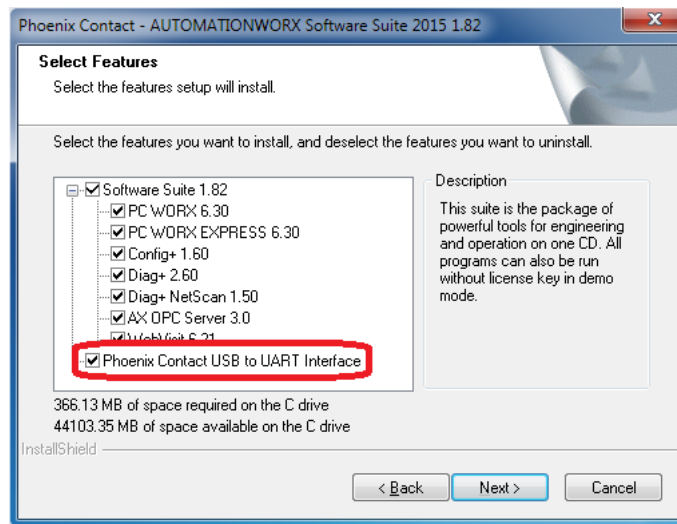 Phoenix Contact - AUTOMATIONWORX Software Suite 2015 1.82
Select Features
Select the features setup will install.
Select the features you want to install, and deselect the features you want to uninstall.
Software Suite 1.82
PC WORX 6.30
PC WORX EXPRESS 6.30
Config+ 1.60
Diag+ 2.60
Diag+ NetScan 1.50
AX OPC Server 3.0
WebVisit 6.21
Phoenix Contact USB to UART Interface
Description
This suite is the package of
powerful tools for engineering
and operation on one CD. All
programs can also be run
without license key in demo
mode.
366.13 MB of space required on the C drive
44103.35 MB of space available on the C drive
InstallShield
< Back
Next >
Cancel